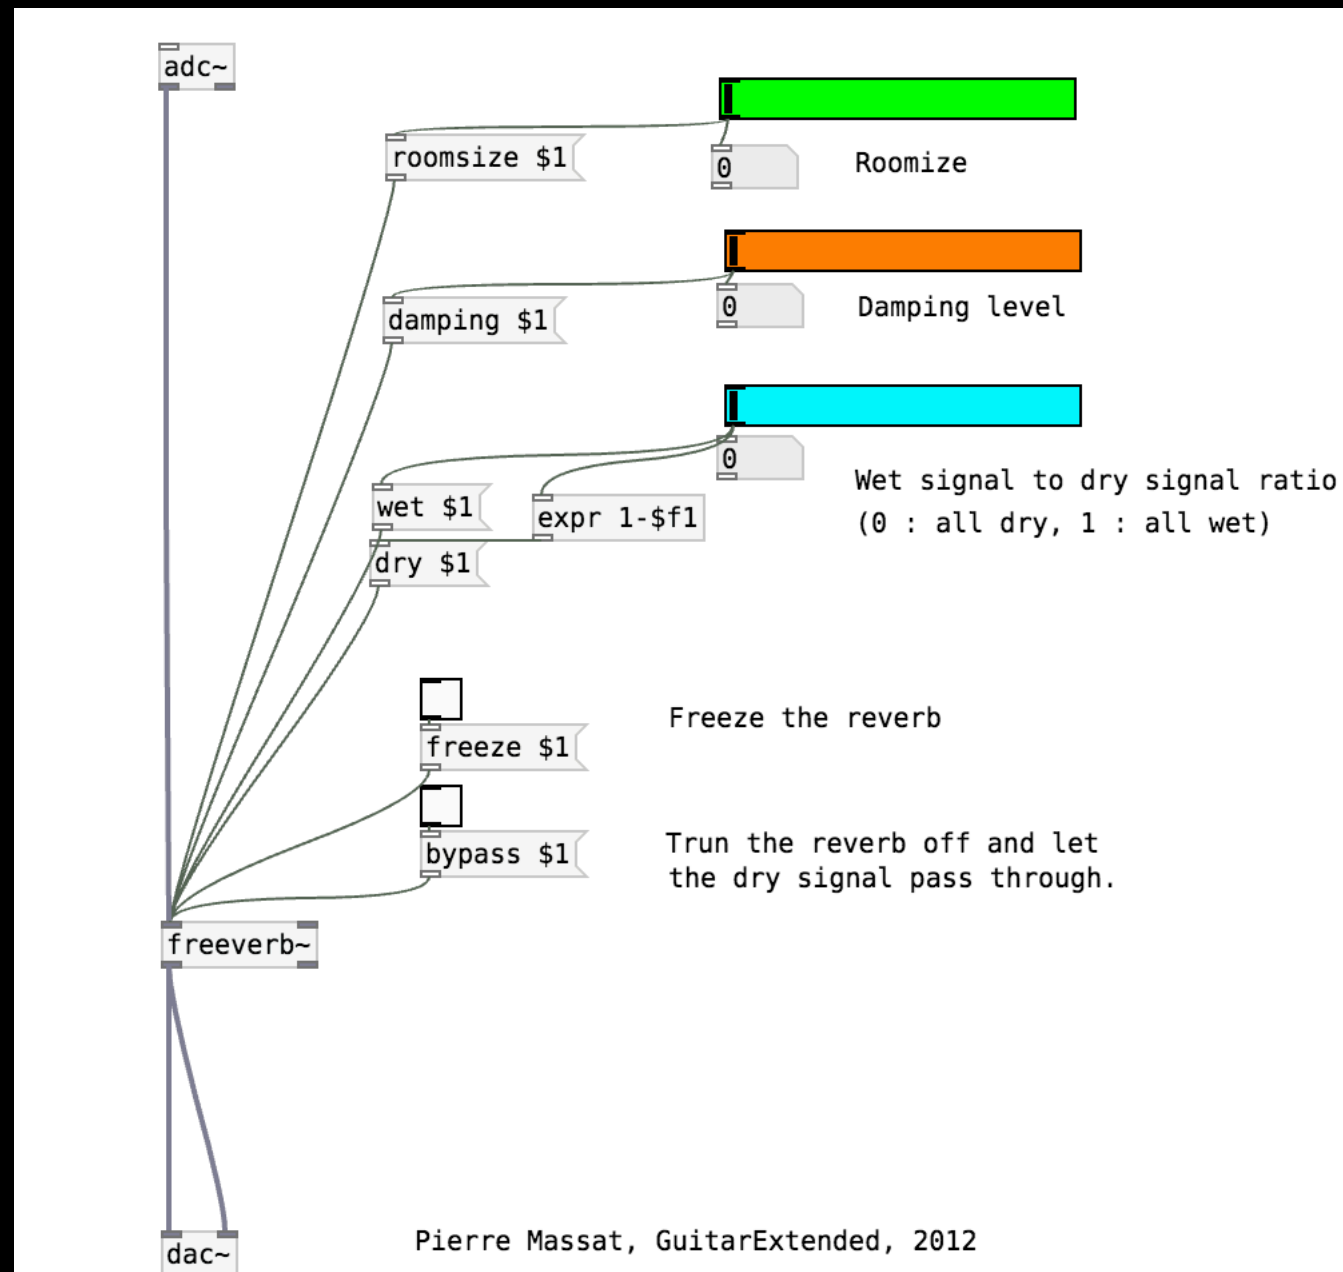 adc~
roomsize $1
0
Roomize
damping $1
0
Damping level
0
wet $1
expr 1-$f1
dry $1
Wet signal to dry signal ratio
(0 : all dry, 1 : all wet)
freeze $1
Freeze the reverb
bypass $1
Trun the reverb off and let
the dry signal pass through.
freeverb~
dac~
Pierre Massat, GuitarExtended, 2012